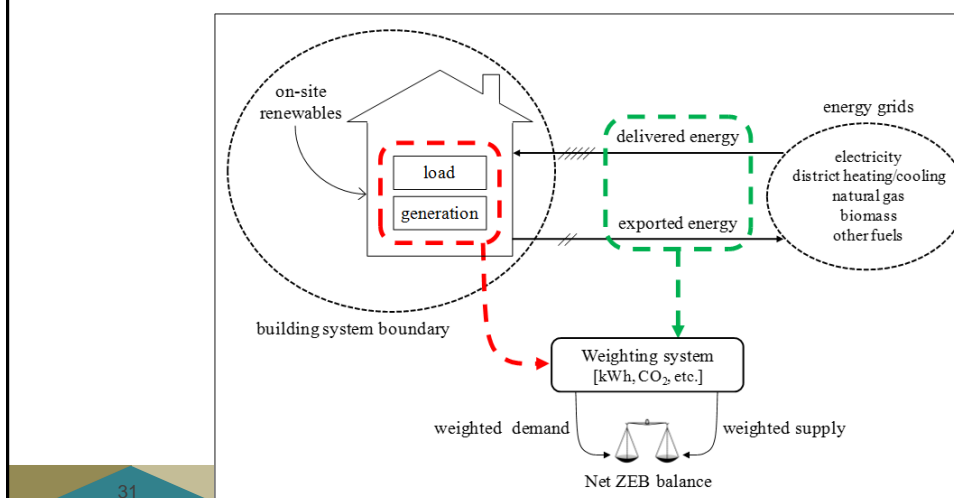 on-site
renewables
energy grids
delivered energy
load
generation
exported energy
electricity
district heating/cooling
natural gas
biomass
other fuels
building system boundary
Weighting system
[kWh, CO₂, etc.]
weighted demand
weighted supply
Net ZEB balance
31